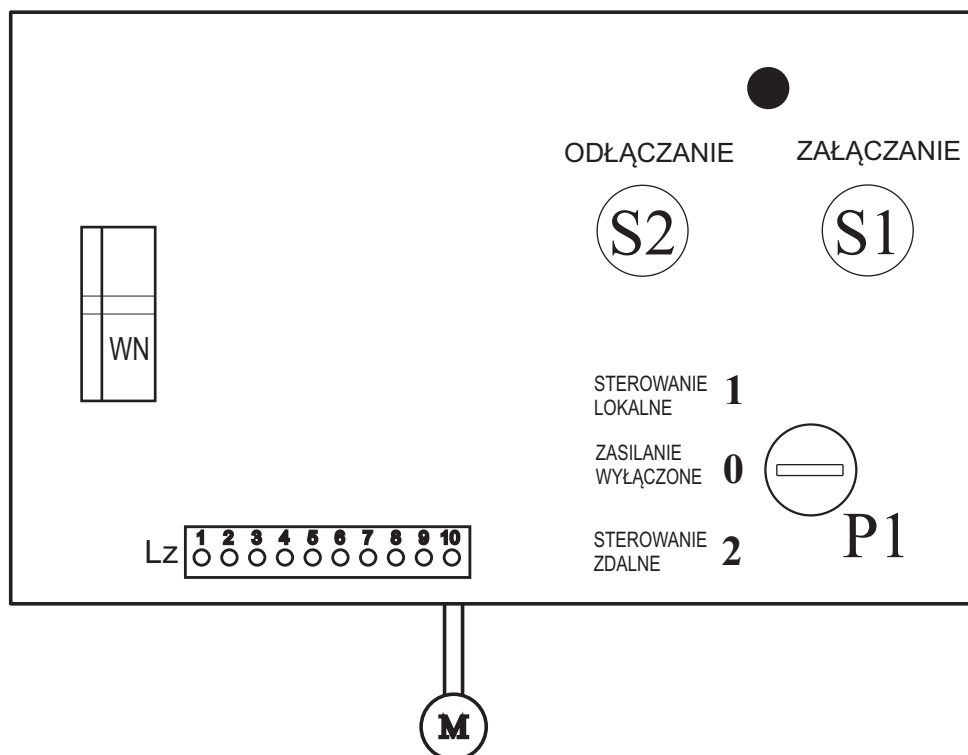 ODŁĄCZANIE ZAŁĄCZANIE
S2 S1
WN
STEROWANIE
LOKALNE 1
ZASILANIE
WYŁĄCZONE 0
P1
STEROWANIE
ZDALNE 2
Lz 1 2 3 4 5 6 7 8 9 10
M